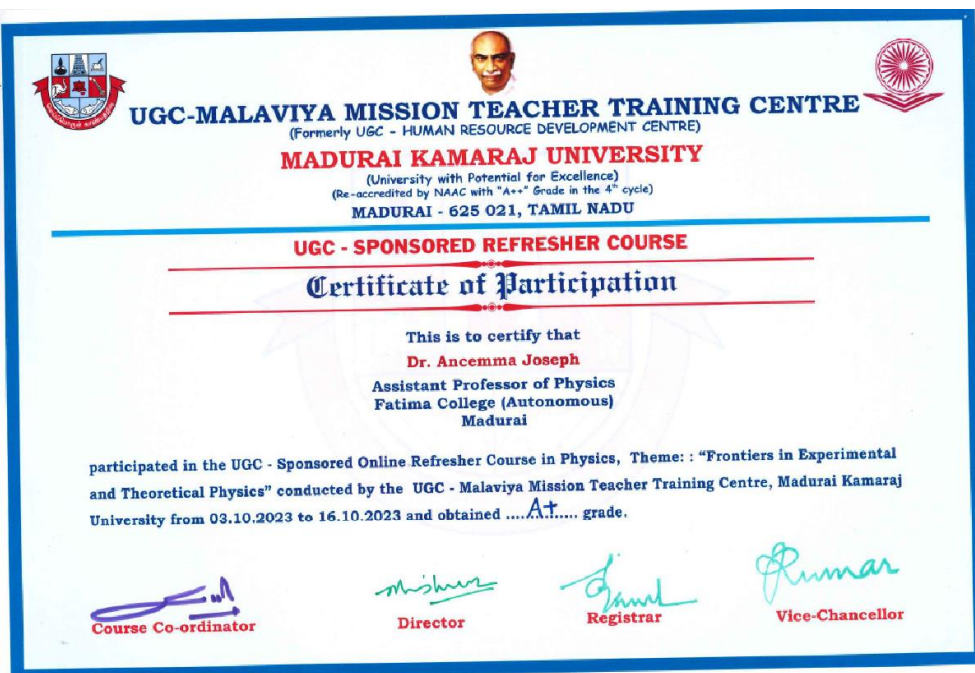 UGC-MALAVIYA MISSION TEACHER TRAINING CENTRE
(Formerly UGC - HUMAN RESOURCE DEVELOPMENT CENTRE)
MADURAI KAMARAJ UNIVERSITY
(University with Potential for Excellence)
(Re-accredited by NAAC with "A++" Grade in the 4th cycle)
MADURAI - 625 021, TAMIL NADU
UGC - SPONSORED REFRESHER COURSE
Certificate of Participation
This is to certify that
Dr. Ancemma Joseph
Assistant Professor of Physics
Fatima College (Autonomous)
Madurai
participated in the UGC - Sponsored Online Refresher Course in Physics, Theme: : "Frontiers in Experimental
and Theoretical Physics" conducted by the UGC - Malaviya Mission Teacher Training Centre, Madurai Kamaraj
University from 03.10.2023 to 16.10.2023 and obtained .....A+..... grade.
Course Co-ordinator
Director
Registrar
Kumar
Vice-Chancellor